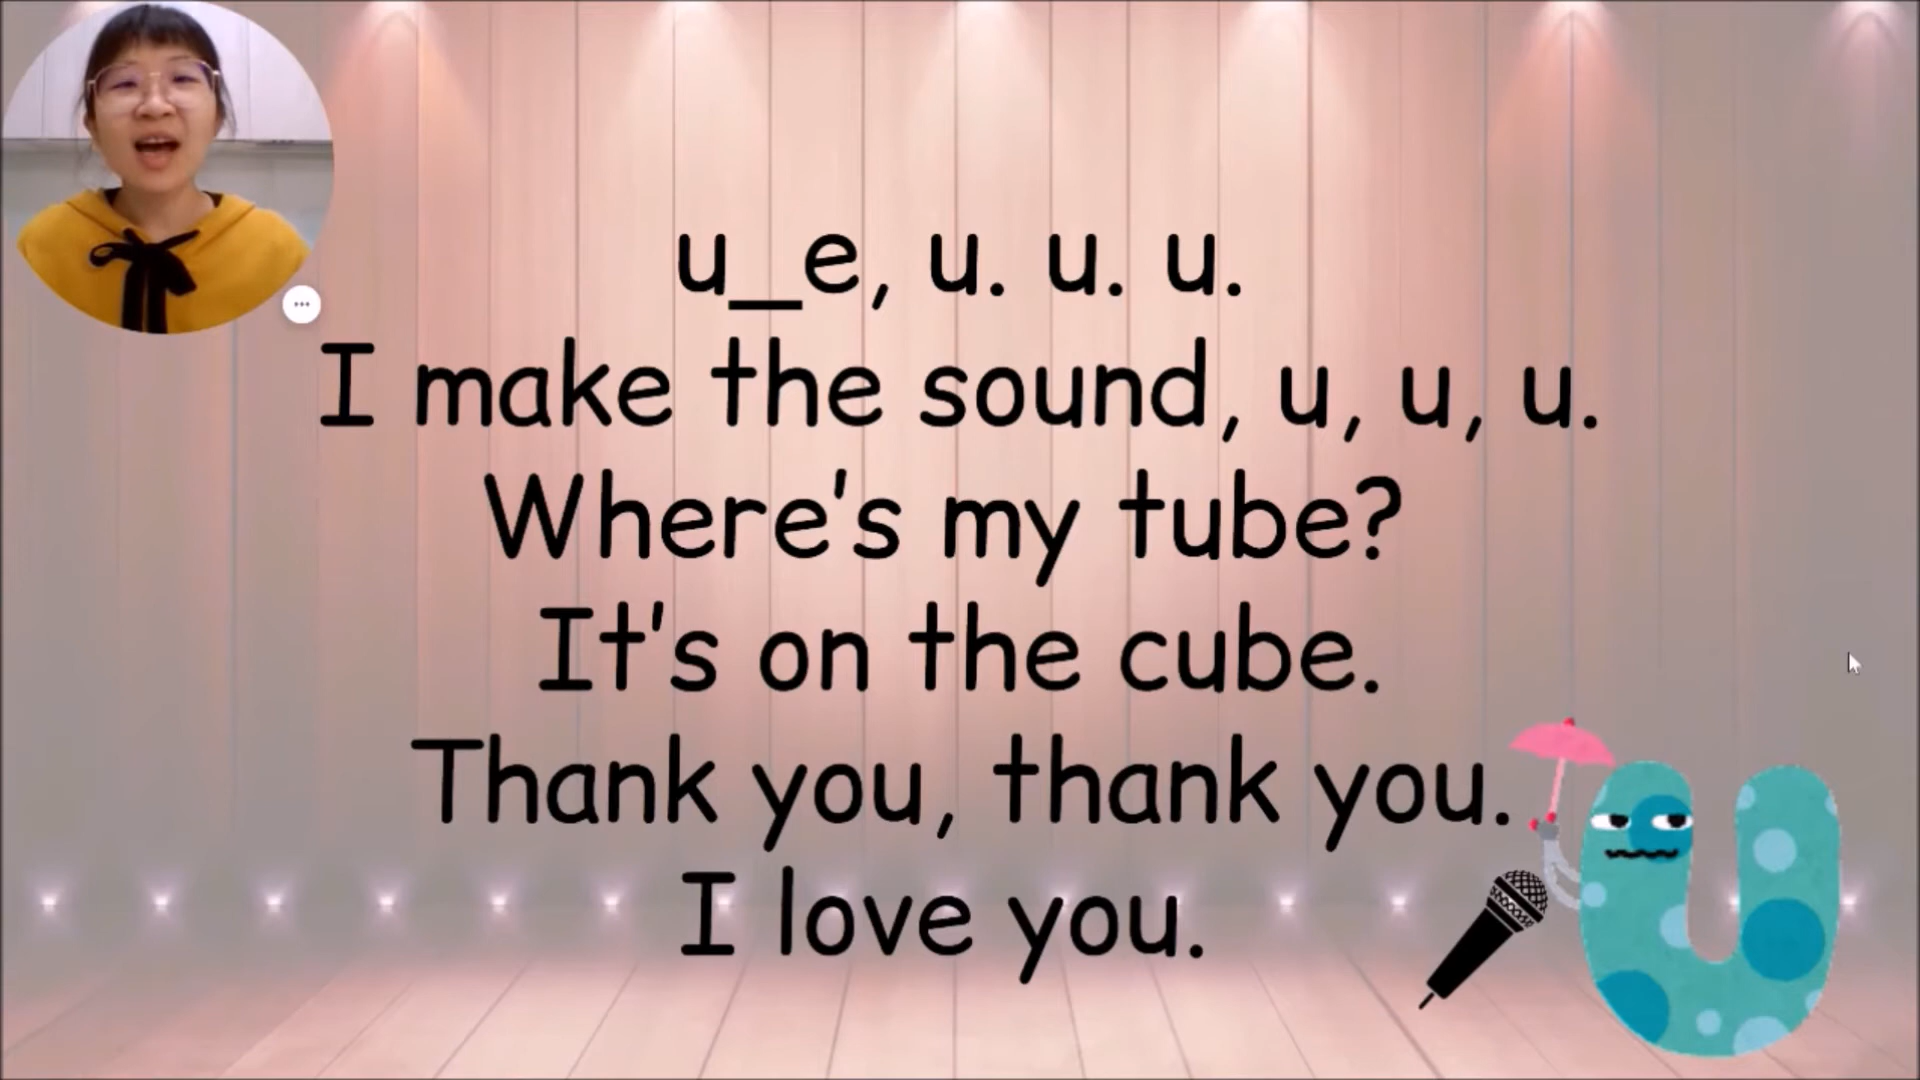 u_e, u. u. u.
I make the sound, u, u, u.
Where's my tube?
It's on the cube.
Thank you, thank you.
I love you.